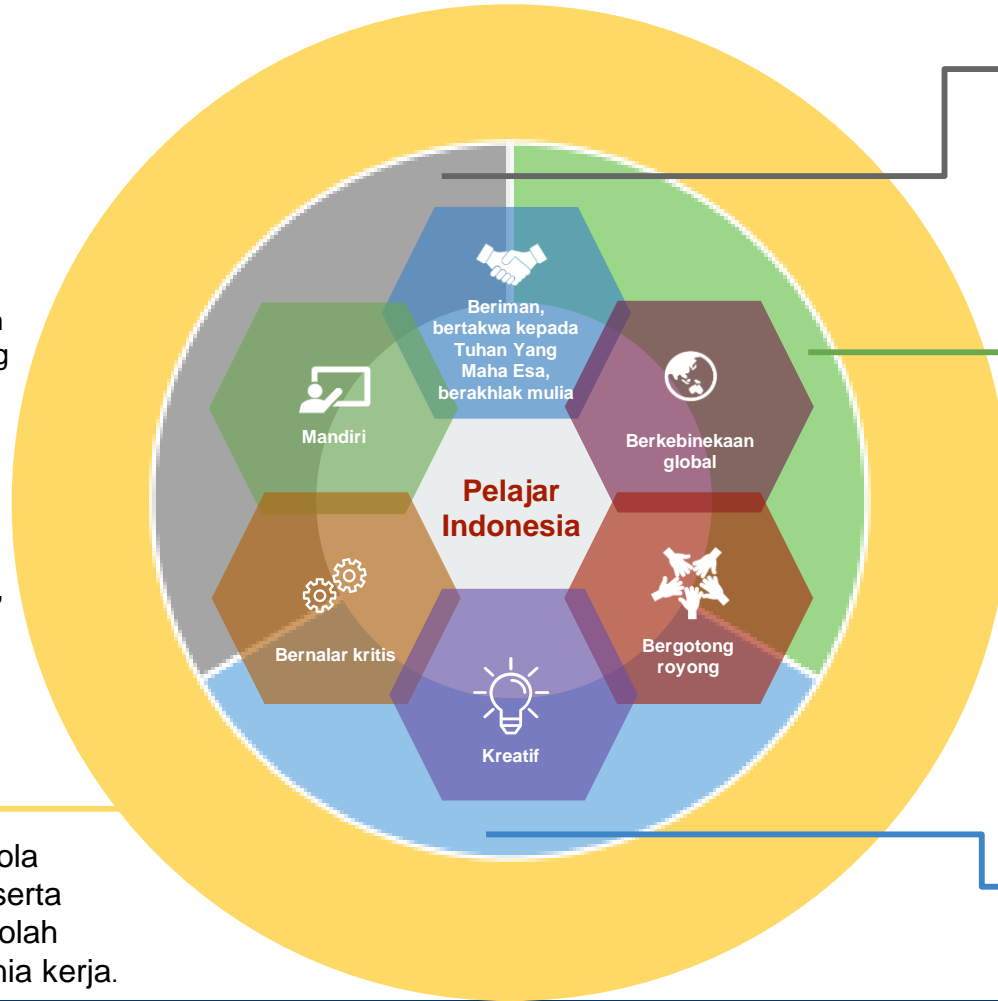 Beriman,
bertakwa kepada
Tuhan Yang
Maha Esa,
berakhlak mulia
Mandiri
Berkebinekaan
global
Pelajar
Indonesia
Bernalar kritis
Bergotong
royong
Kreatif
n
g
,
ola
serta
olah
nia kerja.